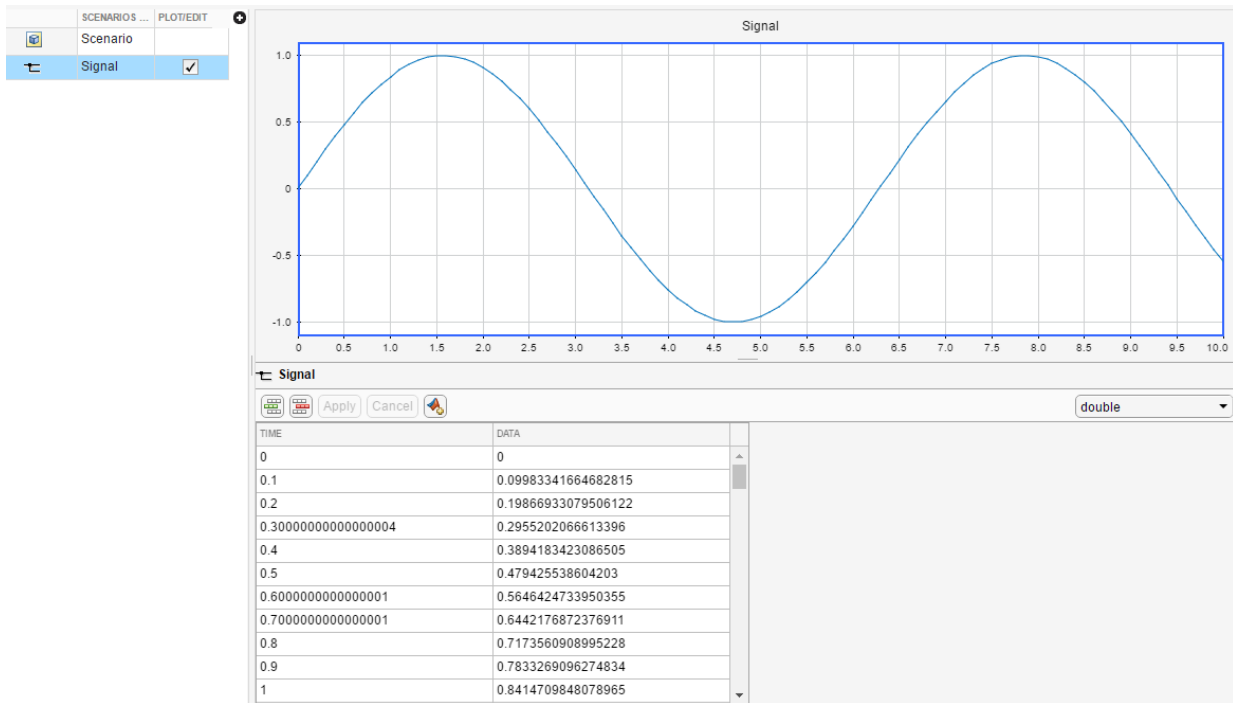 SCENARIOS ... PLOT/EDIT
Scenario
Signal
Signal
1.0
0.5
0
-0.5
-1.0
0 0.5 1.0 1.5 2.0 2.5 3.0 3.5 4.0 4.5 5.0 5.5 6.0 6.5 7.0 7.5 8.0 8.5 9.0 9.5 10.0
Signal
Apply Cancel double
TIME DATA
0 0
0.1 0.09983341664682815
0.2 0.19866933079506122
0.30000000000000004 0.2955202066613396
0.4 0.3894183423086505
0.5 0.479425538604203
0.6000000000000001 0.5646424733950355
0.7000000000000001 0.6442176872376911
0.8 0.7173560908995228
0.9 0.7833269096274834
1 0.8414709848078965